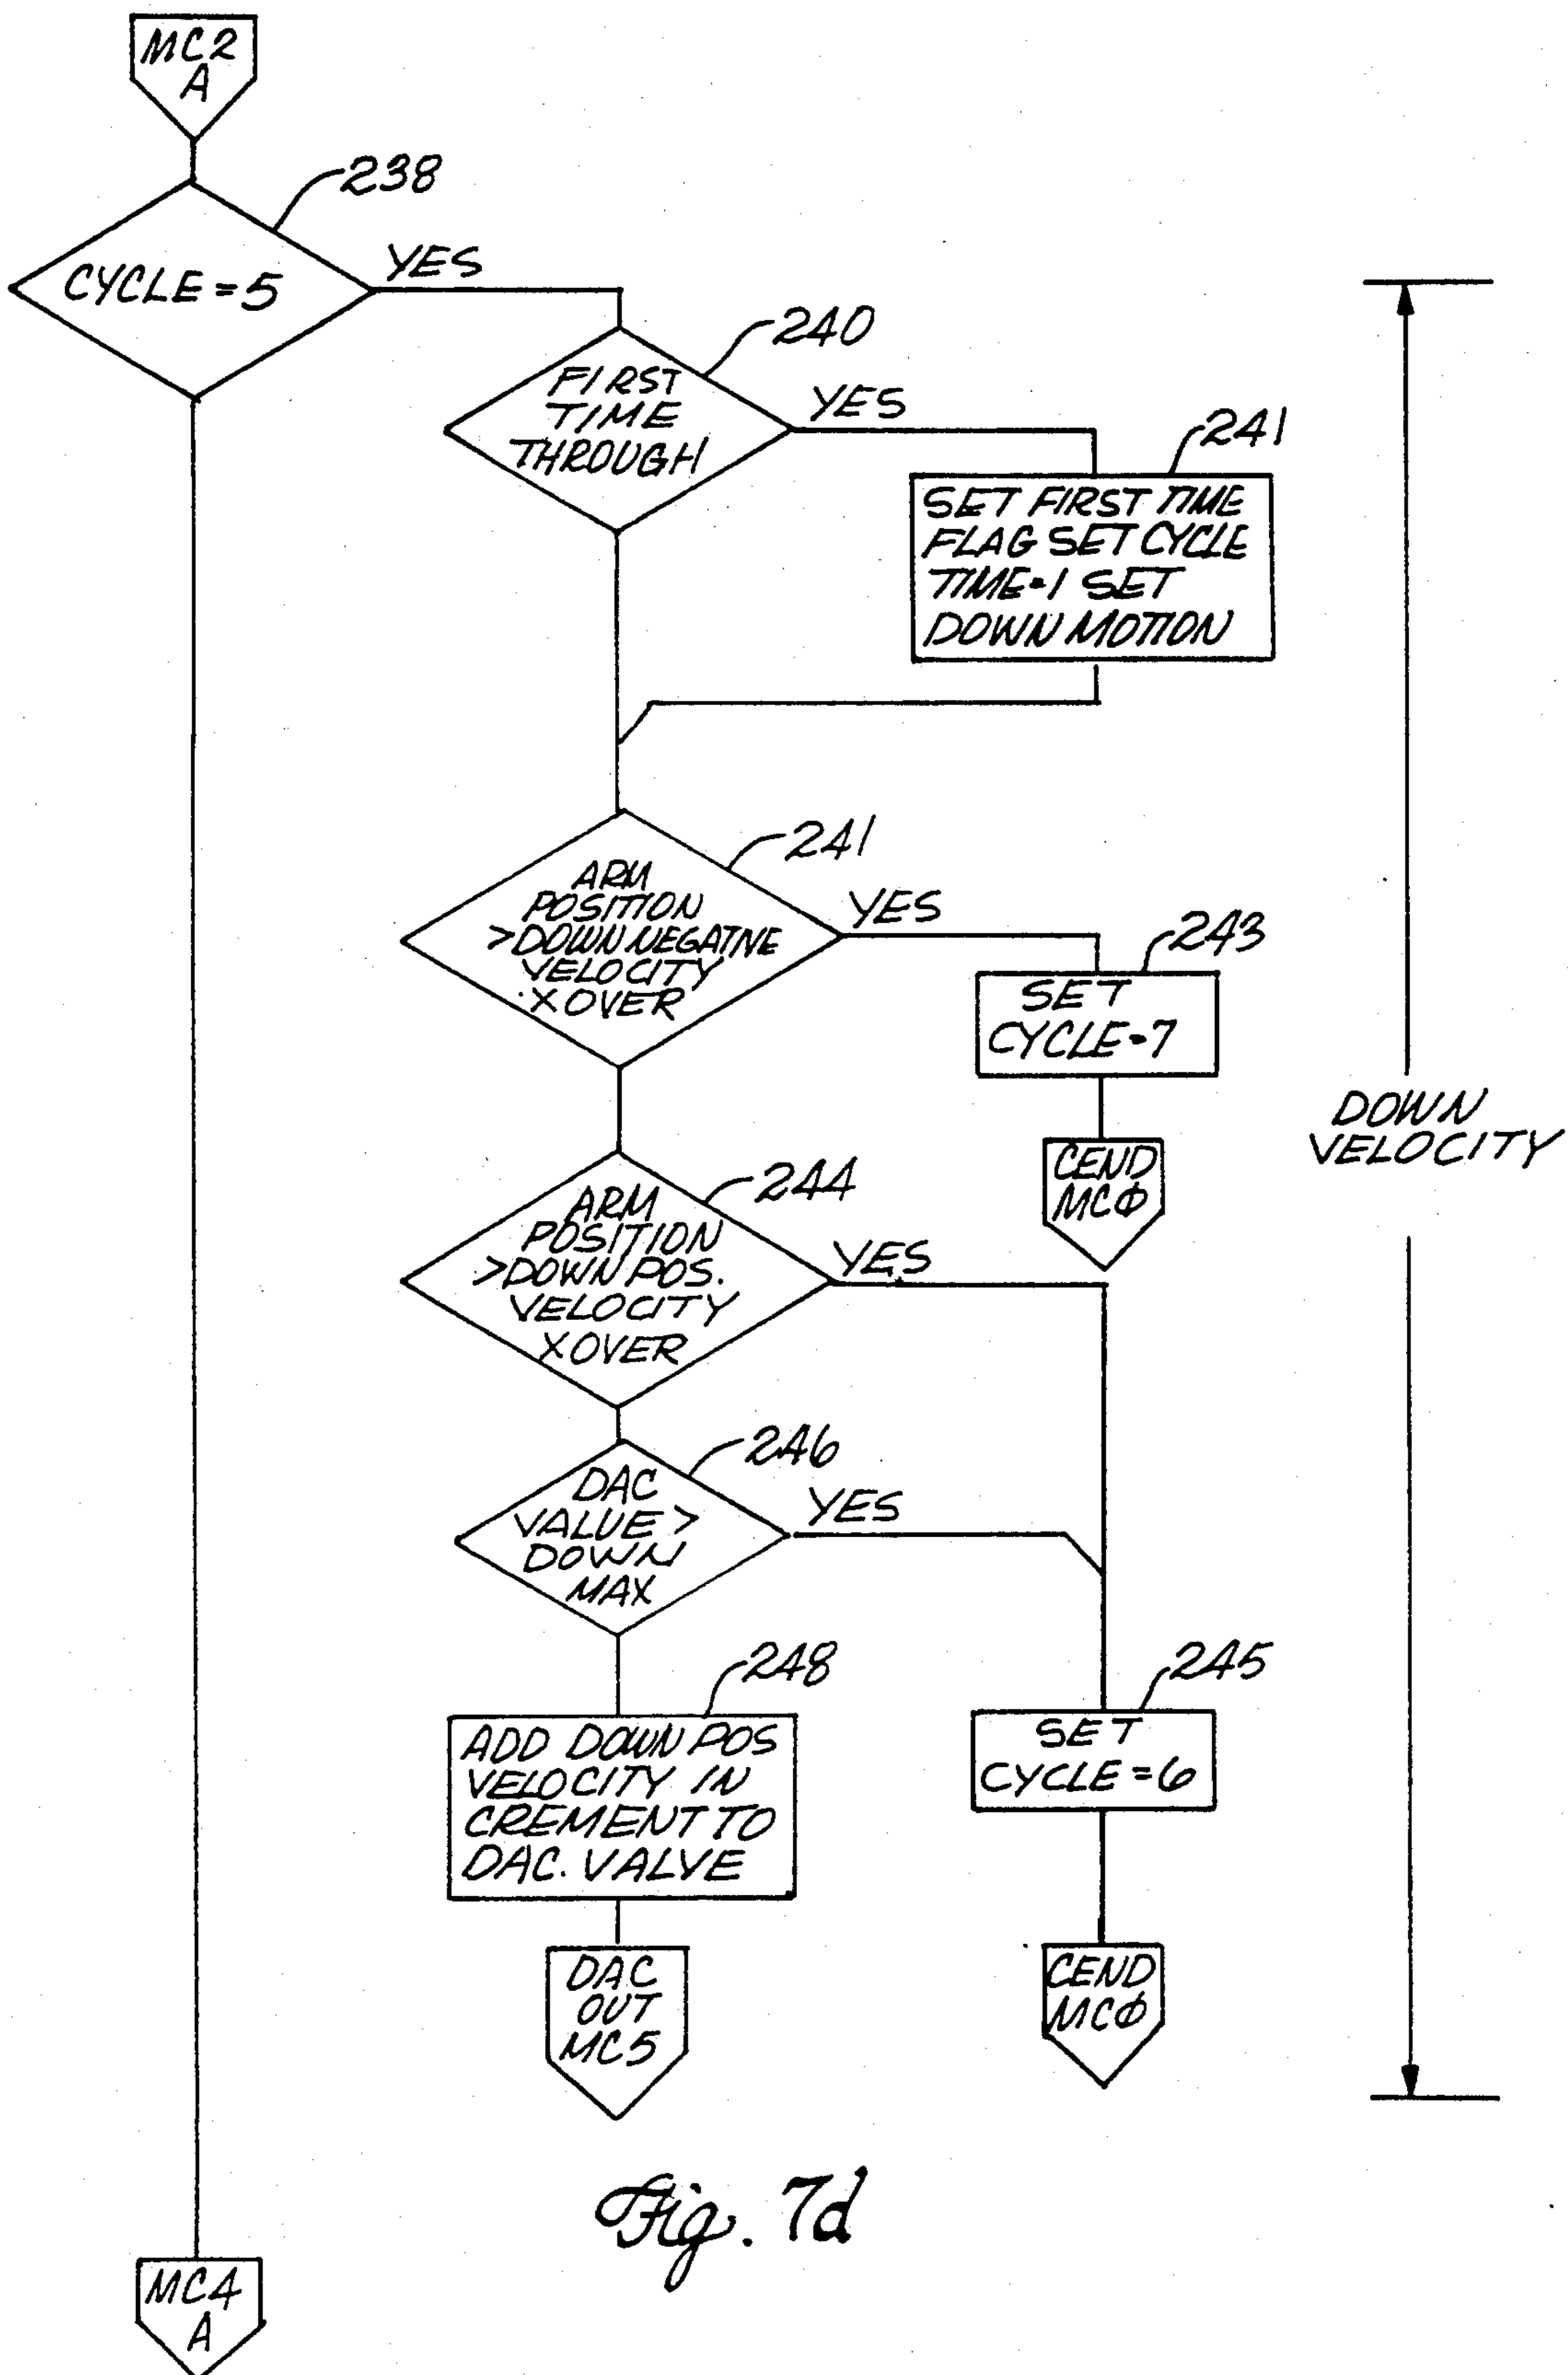 MC2
A
238
CYCLE=5
YES
240
FIRST
TIME
THROUGH
YES
241
SET FIRST TIME
FLAG SET CYCLE
TIME=1 SET
DOWN MOTION
241
ARM
POSITION
>DOWN NEGATIVE
VELOCITY
X OVER
YES
243
SET
CYCLE=7
CEND
MCΦ
DOWN
VELOCITY
244
ARM
POSITION
>DOWN POS.
VELOCITY
X OVER
YES
246
DAC
VALUE >
DOWN
MAX
YES
248
ADD DOWN POS
VELOCITY IN
CREMENT TO
DAC. VALVE
245
SET
CYCLE=6
DAC
OUT
MC5
CEND
MCΦ
Fig. 7d
MC4
A